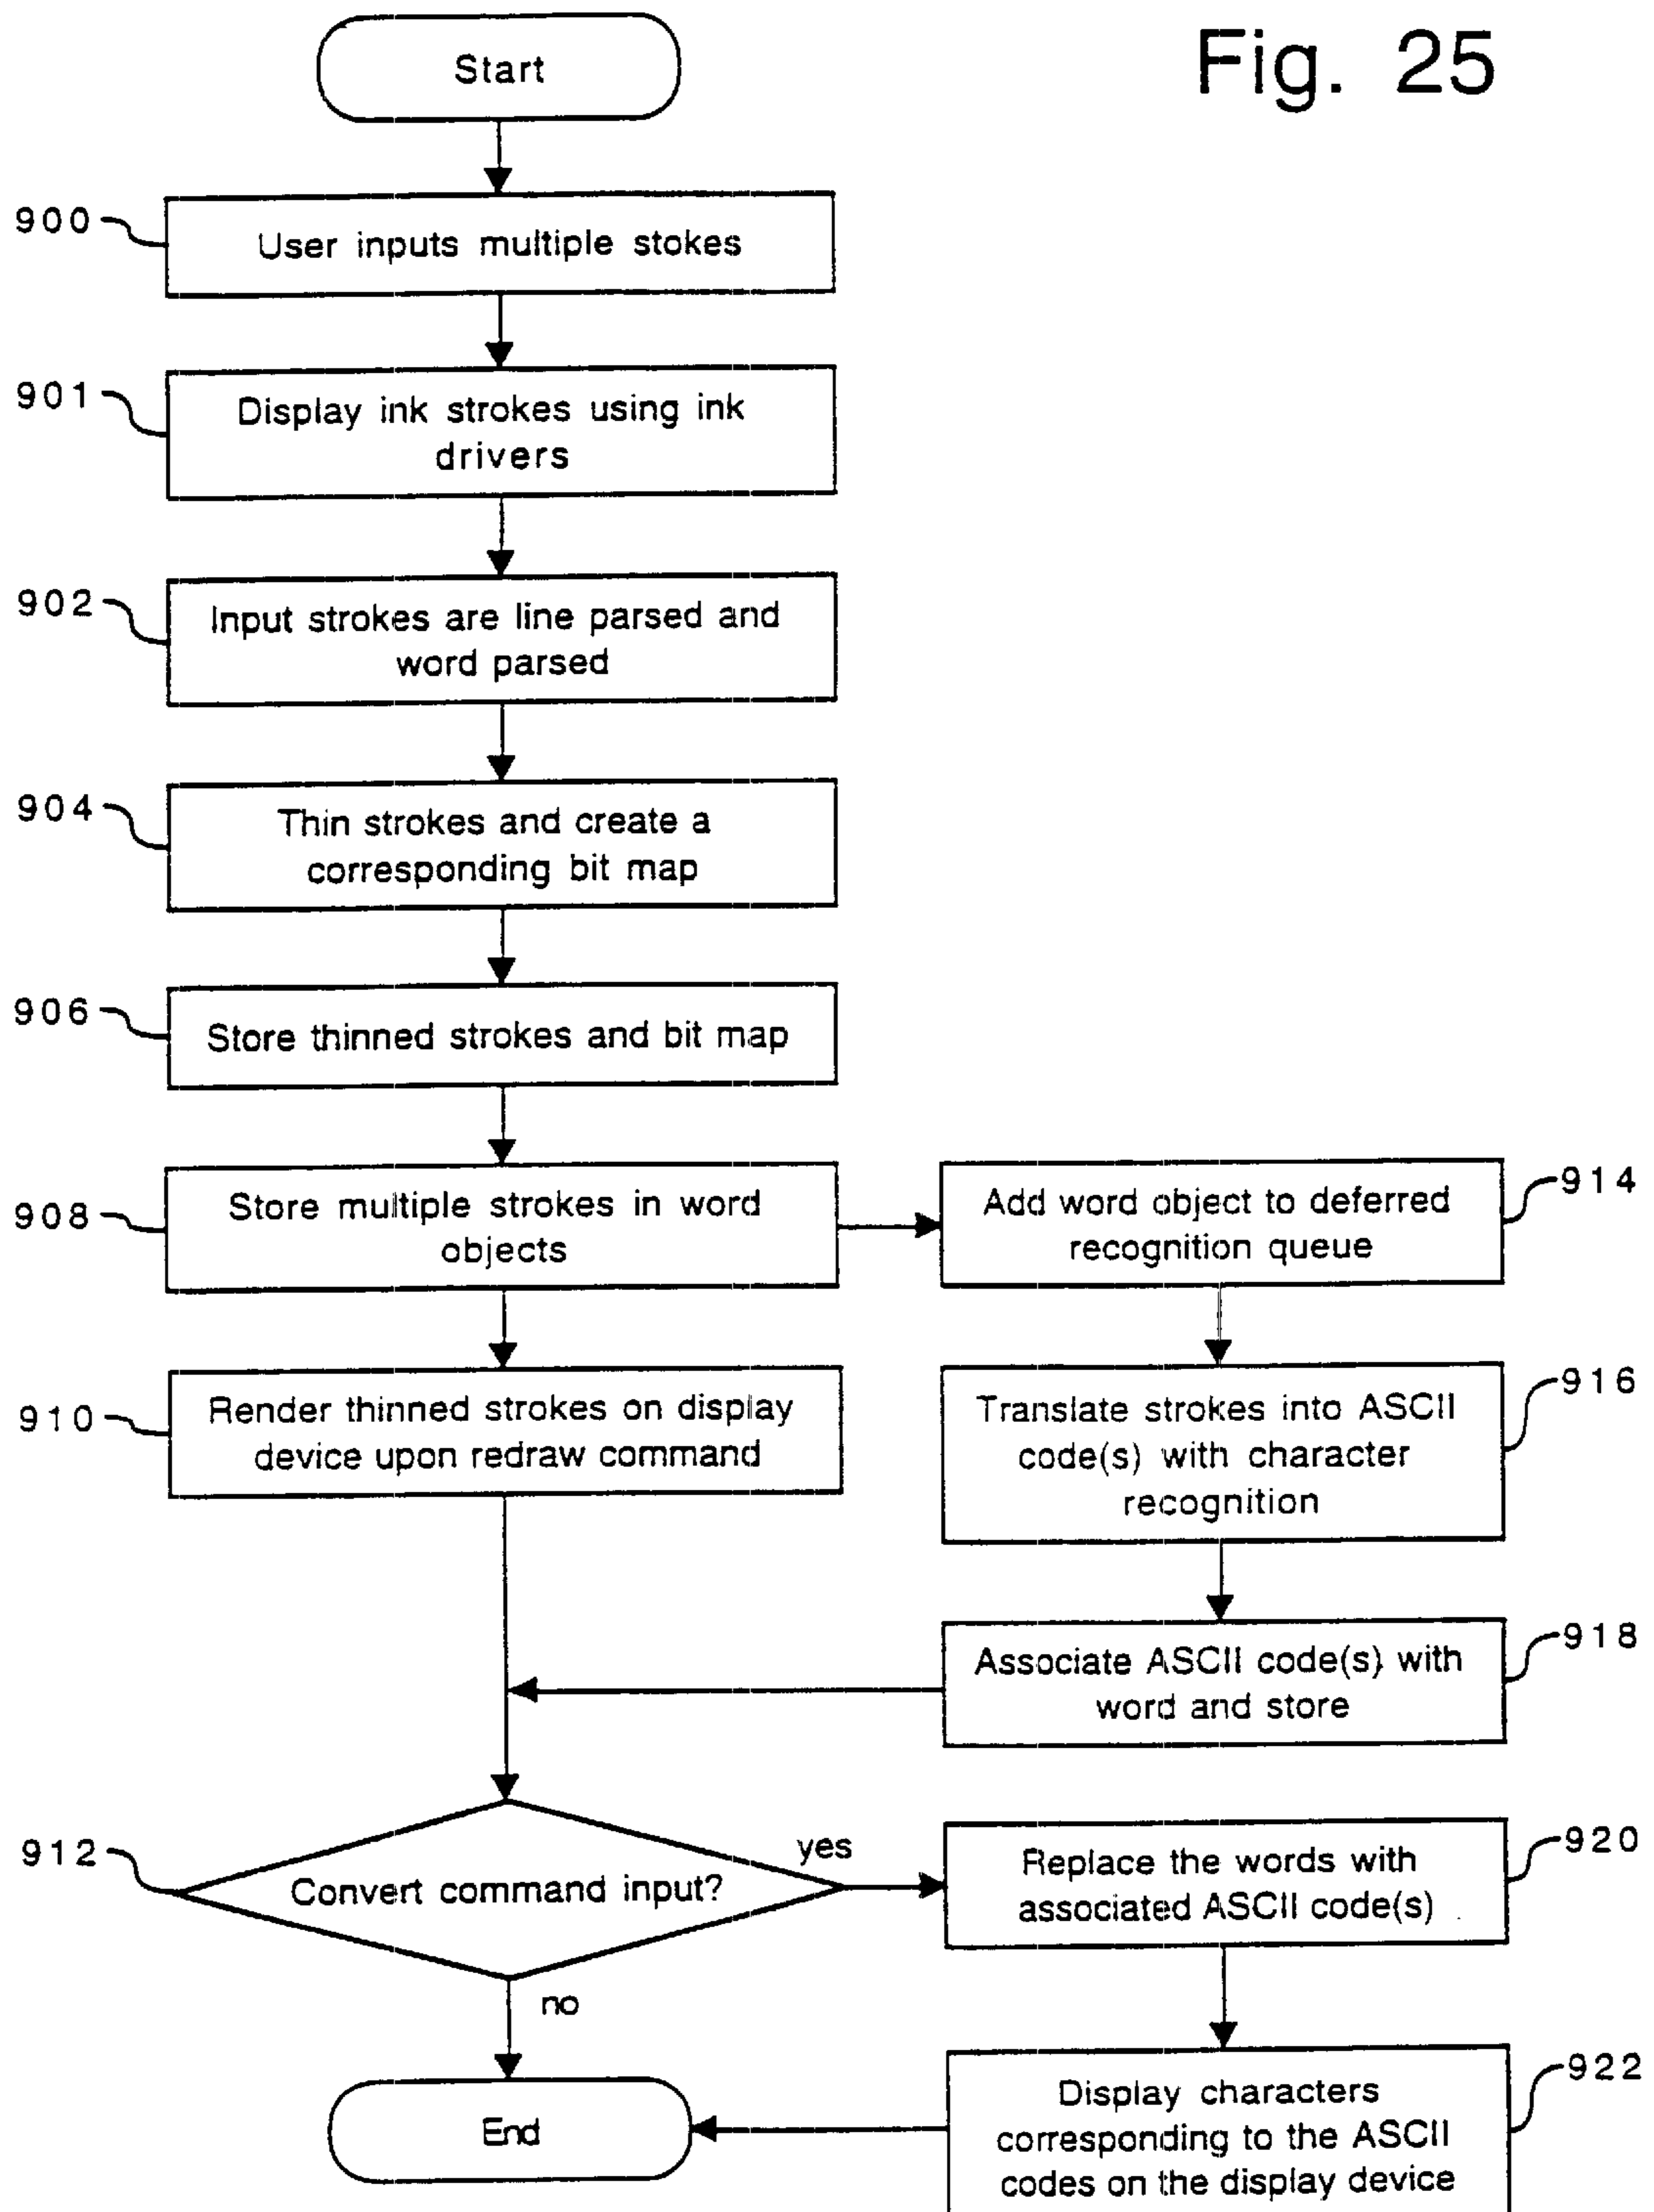 Fig. 25
Start
900
User inputs multiple stokes
901
Display ink strokes using ink
drivers
902
Input strokes are line parsed and
word parsed
904
Thin strokes and create a
corresponding bit map
906
Store thinned strokes and bit map
908
Store multiple strokes in word
objects
914
Add word object to deferred
recognition queue
910
Render thinned strokes on display
device upon redraw command
916
Translate strokes into ASCII
code(s) with character
recognition
918
Associate ASCII code(s) with
word and store
912
Convert command input?
yes
no
920
Replace the words with
associated ASCII code(s)
922
Display characters
corresponding to the ASCII
codes on the display device
End